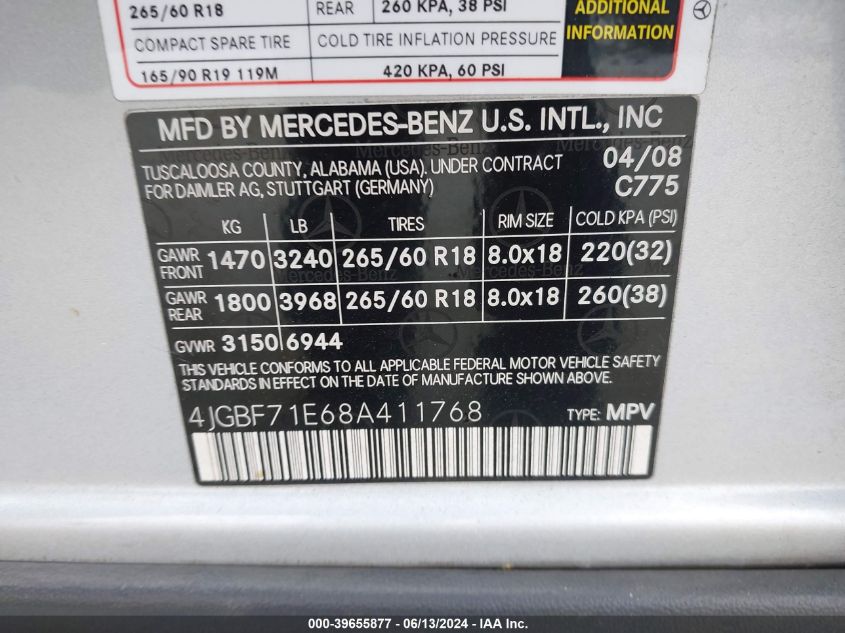 265/60 R18 REAR 260 KPA, 38 PSI
ADDITIONAL
INFORMATION
COMPACT SPARE TIRE COLD TIRE INFLATION PRESSURE
165/90 R19 119M 420 KPA, 60 PSI
MFD BY MERCEDES-BENZ U.S. INTL., INC
TUSCALOOSA COUNTY, ALABAMA (USA). UNDER CONTRACT 04/08
FOR DAIMLER AG, STUTTGART (GERMANY) C775
KG LB TIRES RIM SIZE COLD KPA (PSI)
GAWR FRONT 1470 3240 265/60 R18 8.0x18 220(32)
GAWR REAR 1800 3968 265/60 R18 8.0x18 260(38)
GVWR 3150 6944
THIS VEHICLE CONFORMS TO ALL APPLICABLE FEDERAL MOTOR VEHICLE SAFETY
STANDARDS IN EFFECT ON THE DATE OF MANUFACTURE SHOWN ABOVE.
4JGBF71E68A411768 TYPE: MPV
000-39655877 - 06/13/2024 - IAAI.com